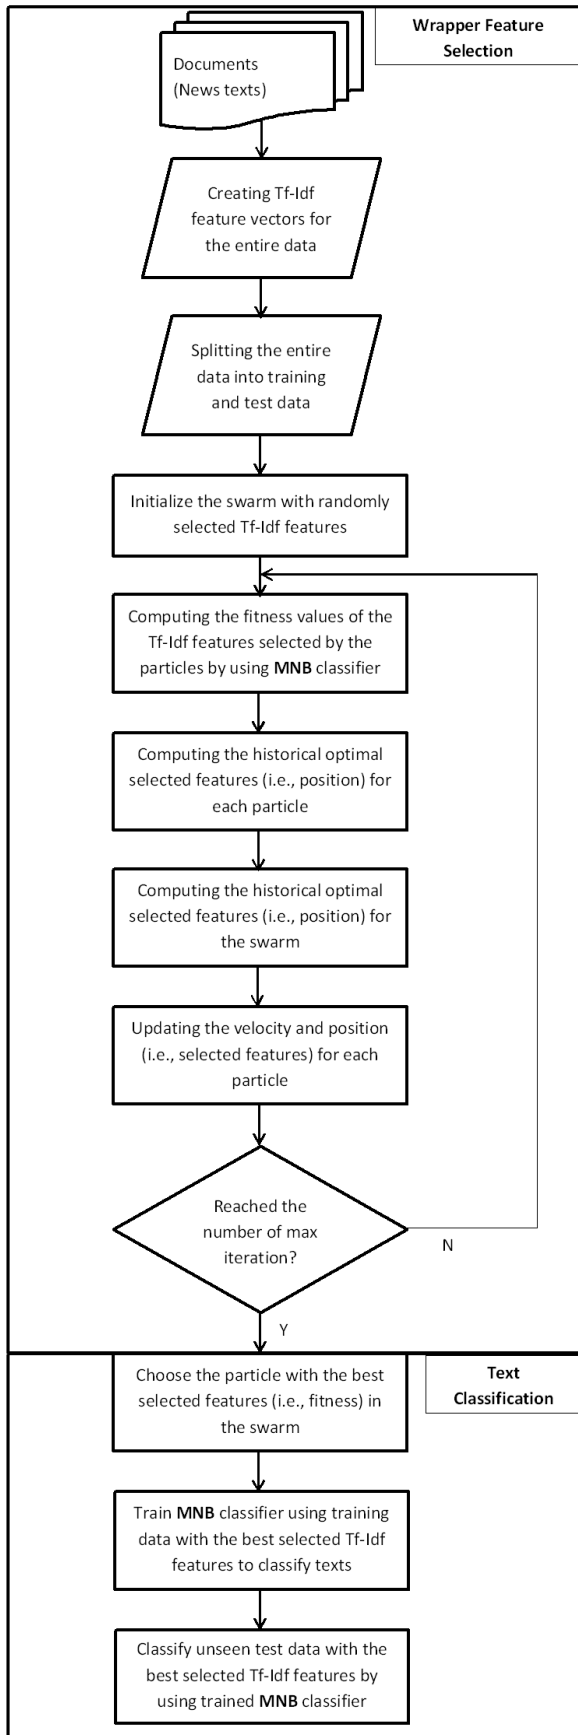 Wrapper Feature
Selection
Documents
(News texts)
Creating Tf-Idf
feature vectors for
the entire data
Splitting the entire
data into training
and test data
Initialize the swarm with randomly
selected Tf-Idf features
Computing the fitness values of the
Tf-Idf features selected by the
particles by using MNB classifier
Computing the historical optimal
selected features (i.e., position) for
each particle
Computing the historical optimal
selected features (i.e., position) for
the swarm
Updating the velocity and position
(i.e., selected features) for each
particle
Reached the
number of max
iteration?
N
Y
Text
Classification
Choose the particle with the best
selected features (i.e., fitness) in
the swarm
Train MNB classifier using training
data with the best selected Tf-Idf
features to classify texts
Classify unseen test data with the
best selected Tf-Idf features by
using trained MNB classifier